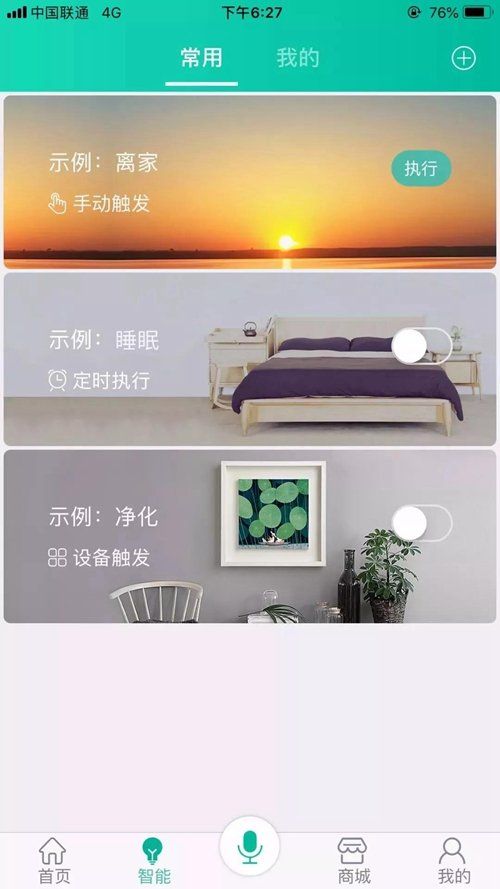 中国联通 4G 下午6:27 76%
常用 我的
示例：离家
执行
手动触发
示例：睡眠
定时执行
示例：净化
设备触发
首页 智能 商城 我的